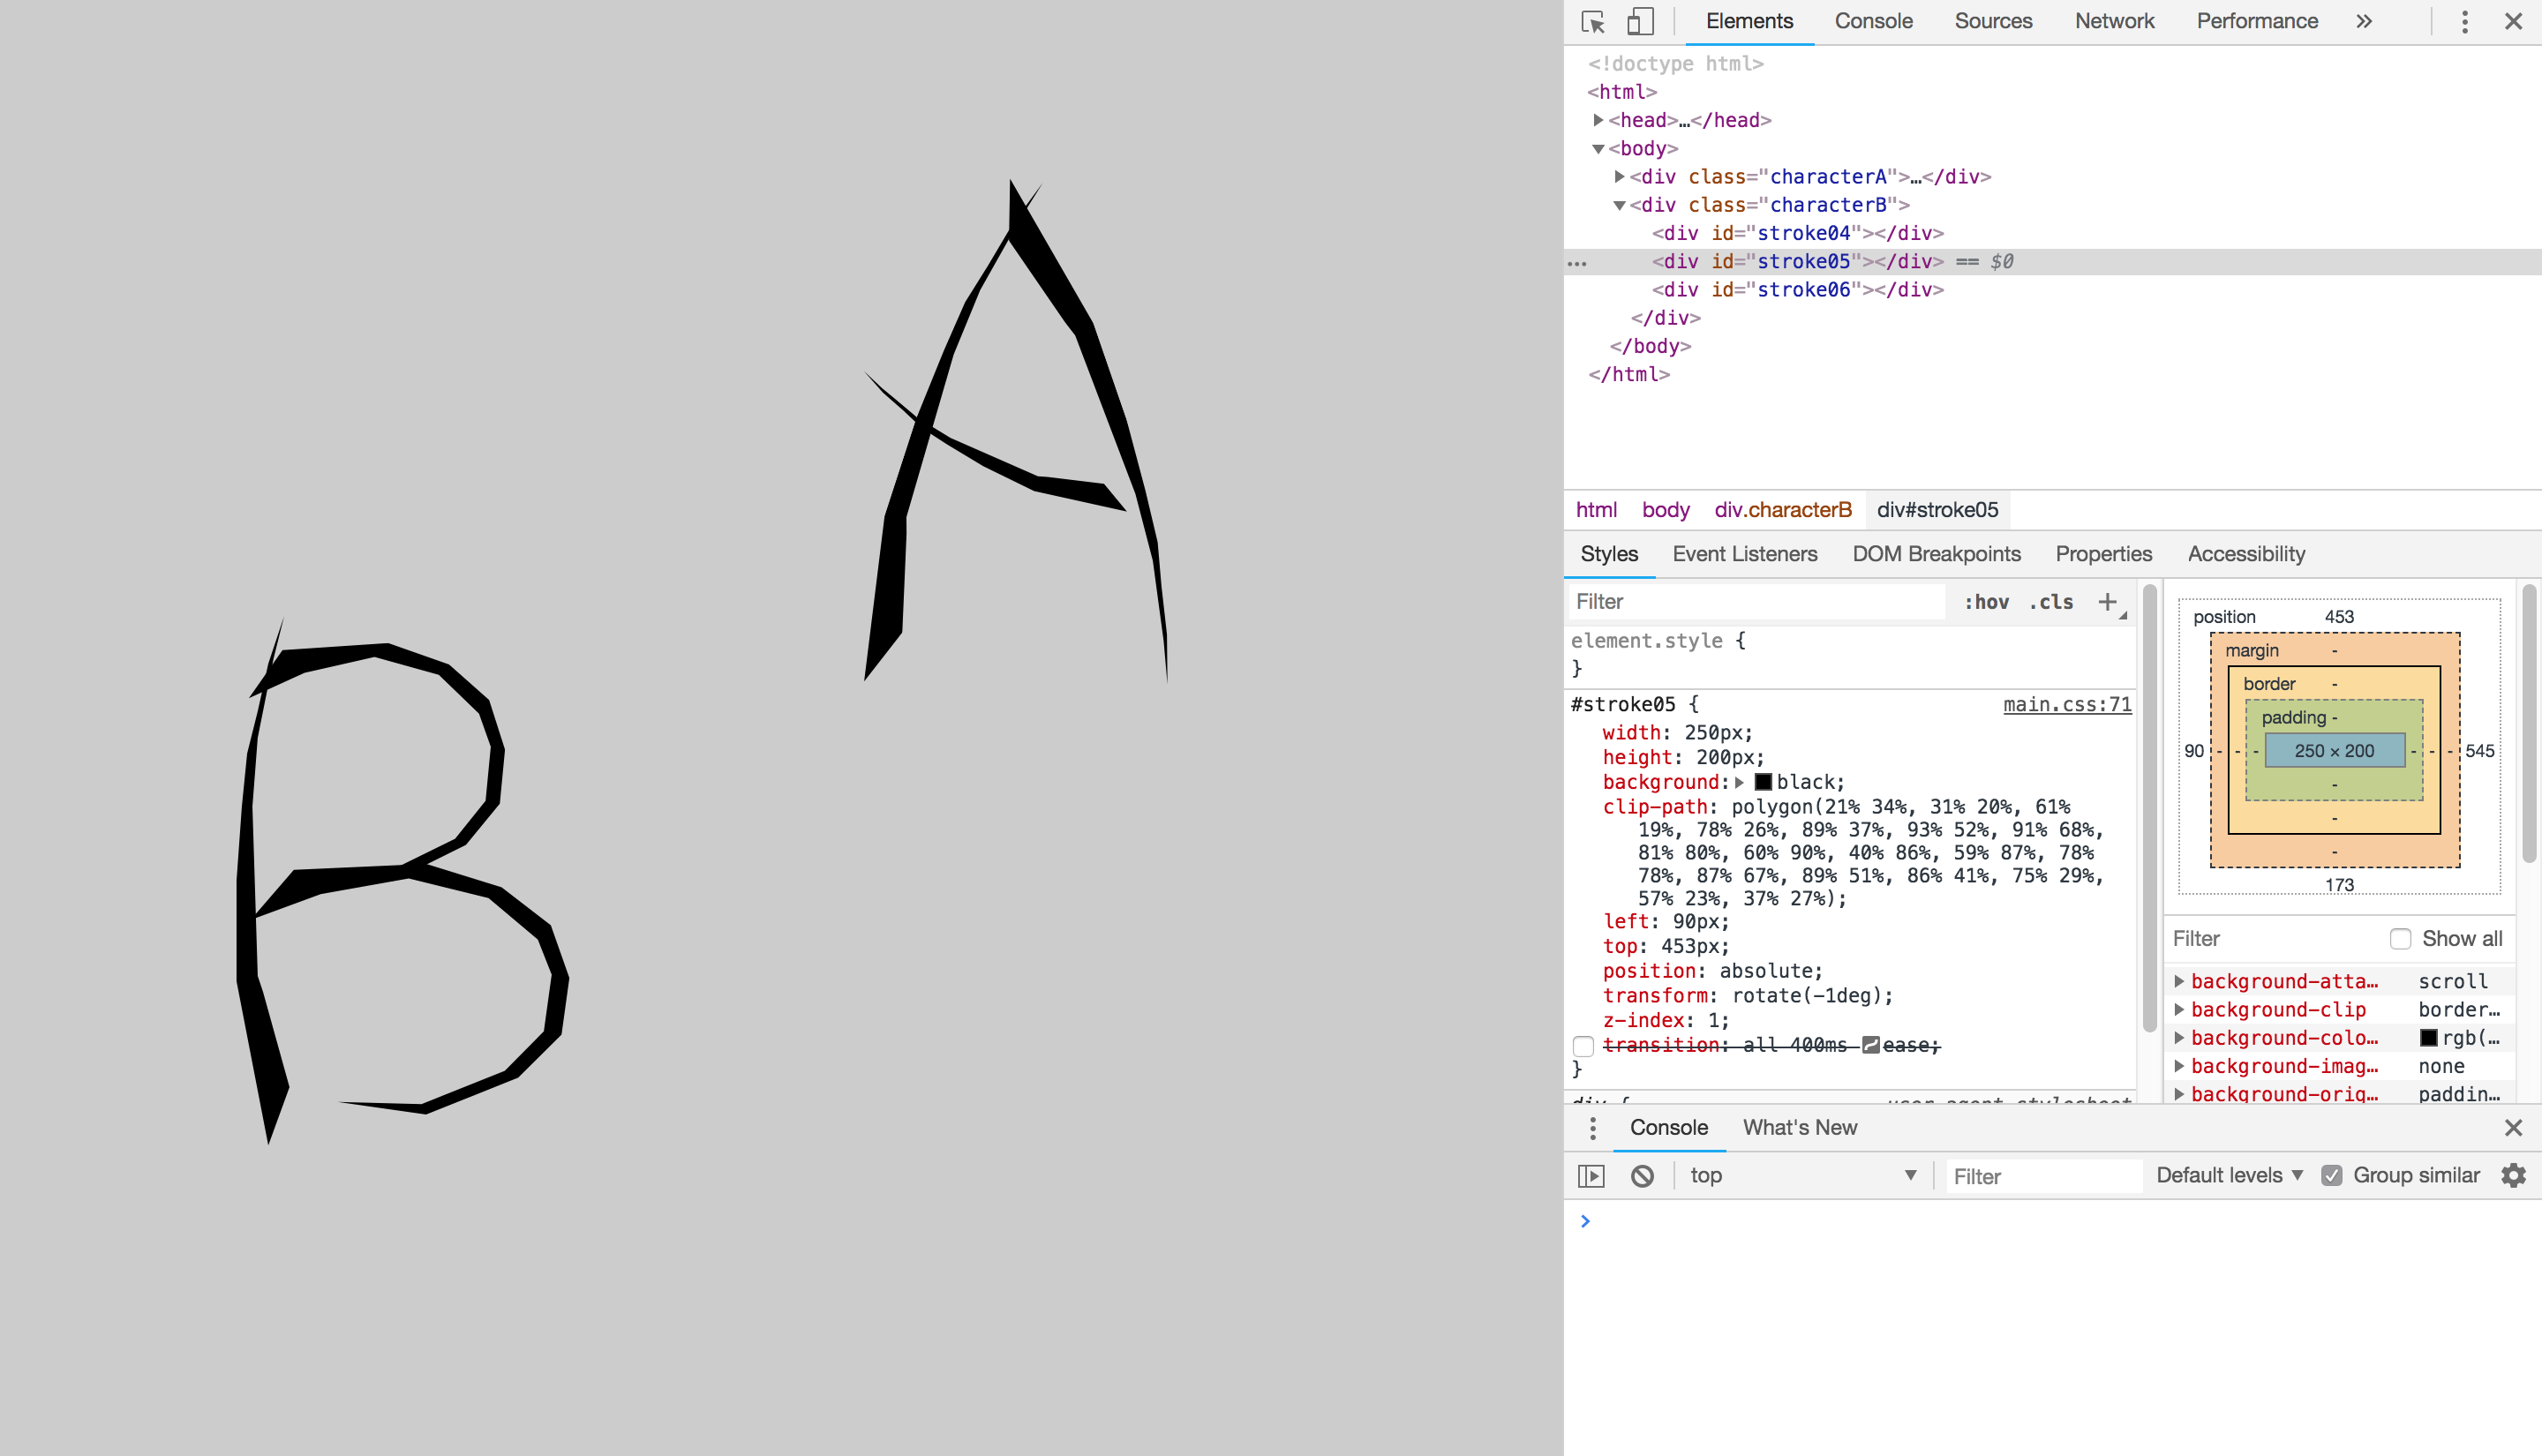 A
B
Elements Console Sources Network Performance »
<!doctype html>
<html>
<head>…</head>
<body>
<div class="characterA">…</div>
<div class="characterB">
<div id="stroke04"></div>
… <div id="stroke05"></div> == $0
<div id="stroke06"></div>
</div>
</body>
</html>
html body div.characterB div#stroke05
Styles Event Listeners DOM Breakpoints Properties Accessibility
Filter :hov .cls +
element.style {
}
#stroke05 { main.css:71
width: 250px;
height: 200px;
background: black;
clip-path: polygon(21% 34%, 31% 20%, 61%
19%, 78% 26%, 89% 37%, 93% 52%, 91% 68%,
81% 80%, 60% 90%, 40% 86%, 59% 87%, 78%
78%, 87% 67%, 89% 51%, 86% 41%, 75% 29%,
57% 23%, 37% 27%);
left: 90px;
top: 453px;
position: absolute;
transform: rotate(-1deg);
z-index: 1;
transition: all 400ms ease;
}
div { user agent stylesheet
position 453
margin -
border -
padding -
90 - - - 250 × 200 - - - 545
-
-
-
173
Filter Show all
background-atta… scroll
background-clip border…
background-colo… rgb(…
background-imag… none
background-orig… paddin…
Console What's New
top Filter Default levels Group similar
>